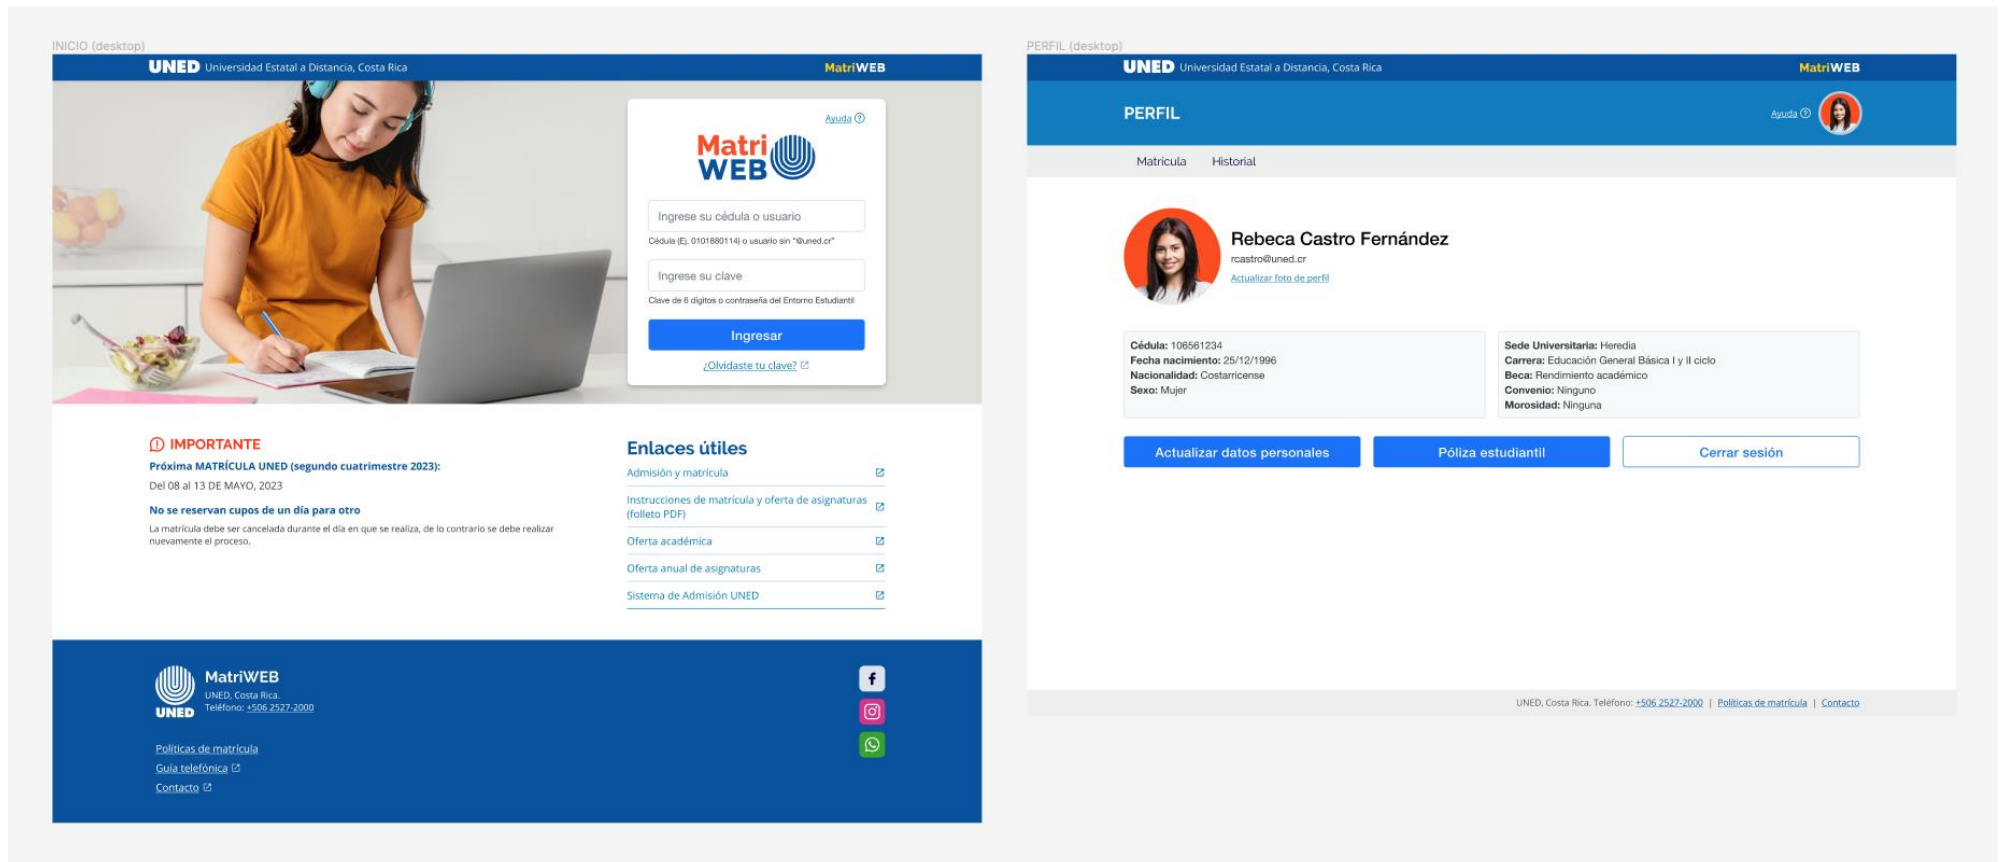 INICIO (desktop)
UNED Universidad Estatal a Distancia, Costa Rica
MatriWEB
Ayuda
Matri
WEB
Ingrese su cédula o usuario
Cédula (Ej. 0101880114) o usuario sin "@uned.cr"
Ingrese su clave
Clave de 6 dígitos o contraseña del Entorno Estudiantil
Ingresar
¿Olvidaste tu clave?
IMPORTANTE
Próxima MATRÍCULA UNED (segundo cuatrimestre 2023):
Del 08 al 13 DE MAYO, 2023
No se reservan cupos de un día para otro
La matrícula debe ser cancelada durante el día en que se realiza, de lo contrario se debe realizar
nuevamente el proceso.
Enlaces útiles
Admisión y matrícula
Instrucciones de matrícula y oferta de asignaturas
(folleto PDF)
Oferta académica
Oferta anual de asignaturas
Sistema de Admisión UNED
UNED
MatriWEB
UNED, Costa Rica.
Teléfono: +506 2527-2000
Políticas de matrícula
Guía telefónica
Contacto
PERFIL (desktop)
UNED Universidad Estatal a Distancia, Costa Rica
MatriWEB
PERFIL
Ayuda
Matrícula Historial
Rebeca Castro Fernández
rcastro@uned.cr
Actualizar foto de perfil
Cédula: 106561234
Fecha nacimiento: 25/12/1996
Nacionalidad: Costarricense
Sexo: Mujer
Sede Universitaria: Heredia
Carrera: Educación General Básica I y II ciclo
Beca: Rendimiento académico
Convenio: Ninguno
Morosidad: Ninguna
Actualizar datos personales
Póliza estudiantil
Cerrar sesión
UNED, Costa Rica. Teléfono: +506 2527-2000 | Políticas de matrícula | Contacto